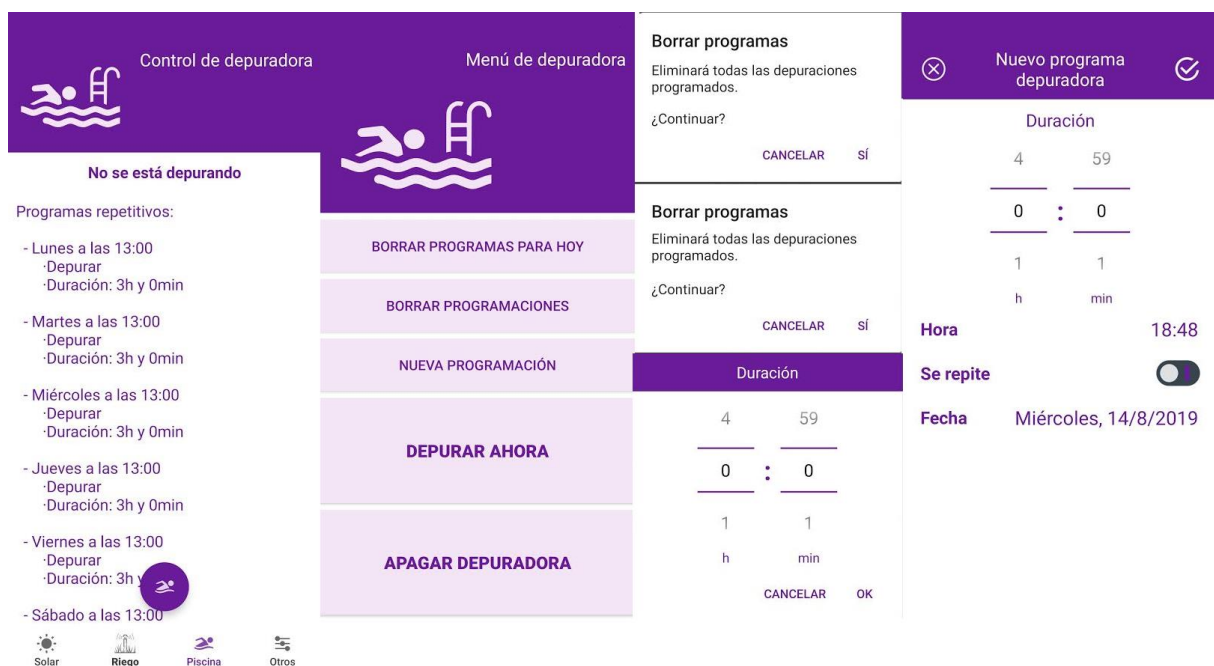 Control de depuradora
No se está depurando
Programas repetitivos:
- Lunes a las 13:00
·Depurar
·Duración: 3h y 0min
- Martes a las 13:00
·Depurar
·Duración: 3h y 0min
- Miércoles a las 13:00
·Depurar
·Duración: 3h y 0min
- Jueves a las 13:00
·Depurar
·Duración: 3h y 0min
- Viernes a las 13:00
·Depurar
·Duración: 3h y
- Sábado a las 13:00
Solar
Riego
Piscina
Otros
Menú de depuradora
BORRAR PROGRAMAS PARA HOY
BORRAR PROGRAMACIONES
NUEVA PROGRAMACIÓN
DEPURAR AHORA
APAGAR DEPURADORA
Borrar programas
Eliminará todas las depuraciones
programados.
¿Continuar?
CANCELAR SÍ
Borrar programas
Eliminará todas las depuraciones
programados.
¿Continuar?
CANCELAR SÍ
Duración
4 59
0 : 0
1 1
h min
CANCELAR OK
Nuevo programa
depuradora
Duración
4 59
0 : 0
1 1
h min
Hora 18:48
Se repite
Fecha Miércoles, 14/8/2019